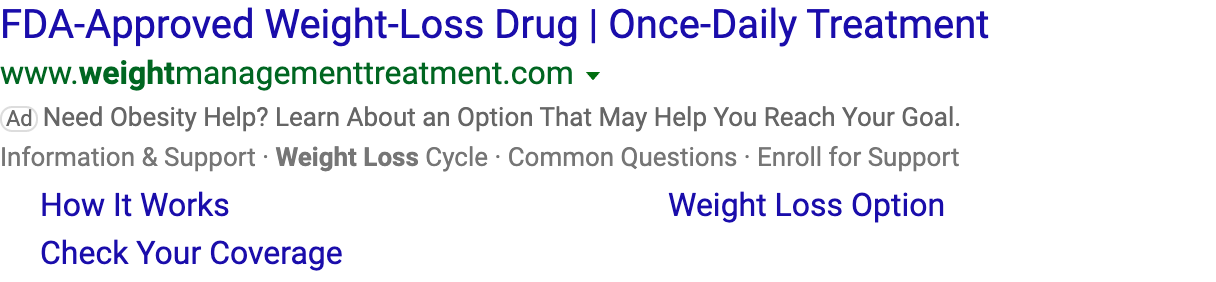 FDA-Approved Weight-Loss Drug | Once-Daily Treatment
www.weightmanagementtreatment.com
Ad Need Obesity Help? Learn About an Option That May Help You Reach Your Goal.
Information & Support · Weight Loss Cycle · Common Questions · Enroll for Support
How It Works Weight Loss Option
Check Your Coverage